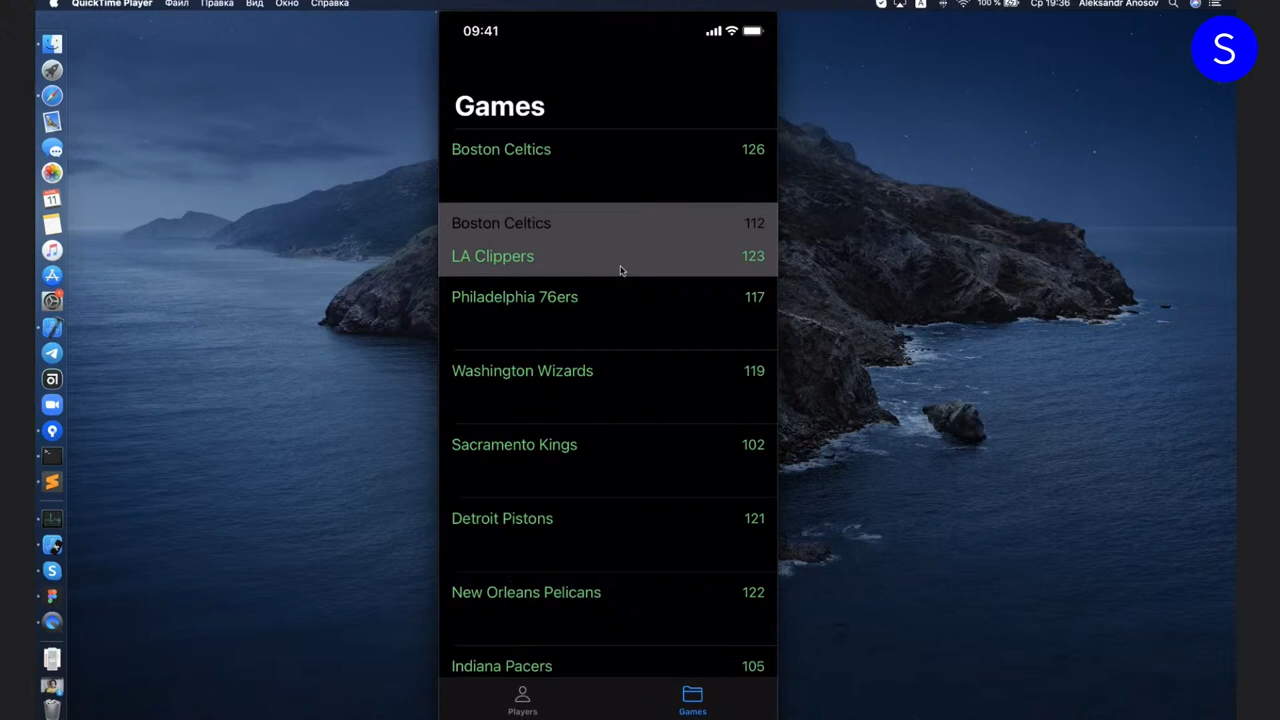 QuickTime Player Файл Правка Вид Окно Справка 100 % Ср 19:36 Aleksandr Anosov
S
09:41
Games
Boston Celtics 126
Boston Celtics 112
LA Clippers 123
Philadelphia 76ers 117
Washington Wizards 119
Sacramento Kings 102
Detroit Pistons 121
New Orleans Pelicans 122
Indiana Pacers 105
Players Games